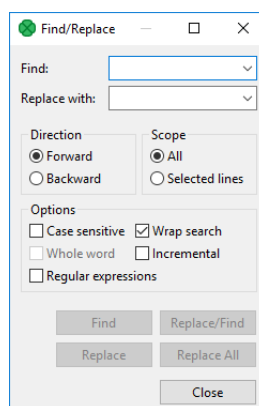 Find/Replace
Find:
Replace with:
Direction Scope
Forward All
Backward Selected lines
Options
Case sensitive Wrap search
Whole word Incremental
Regular expressions
Find Replace/Find
Replace Replace All
Close